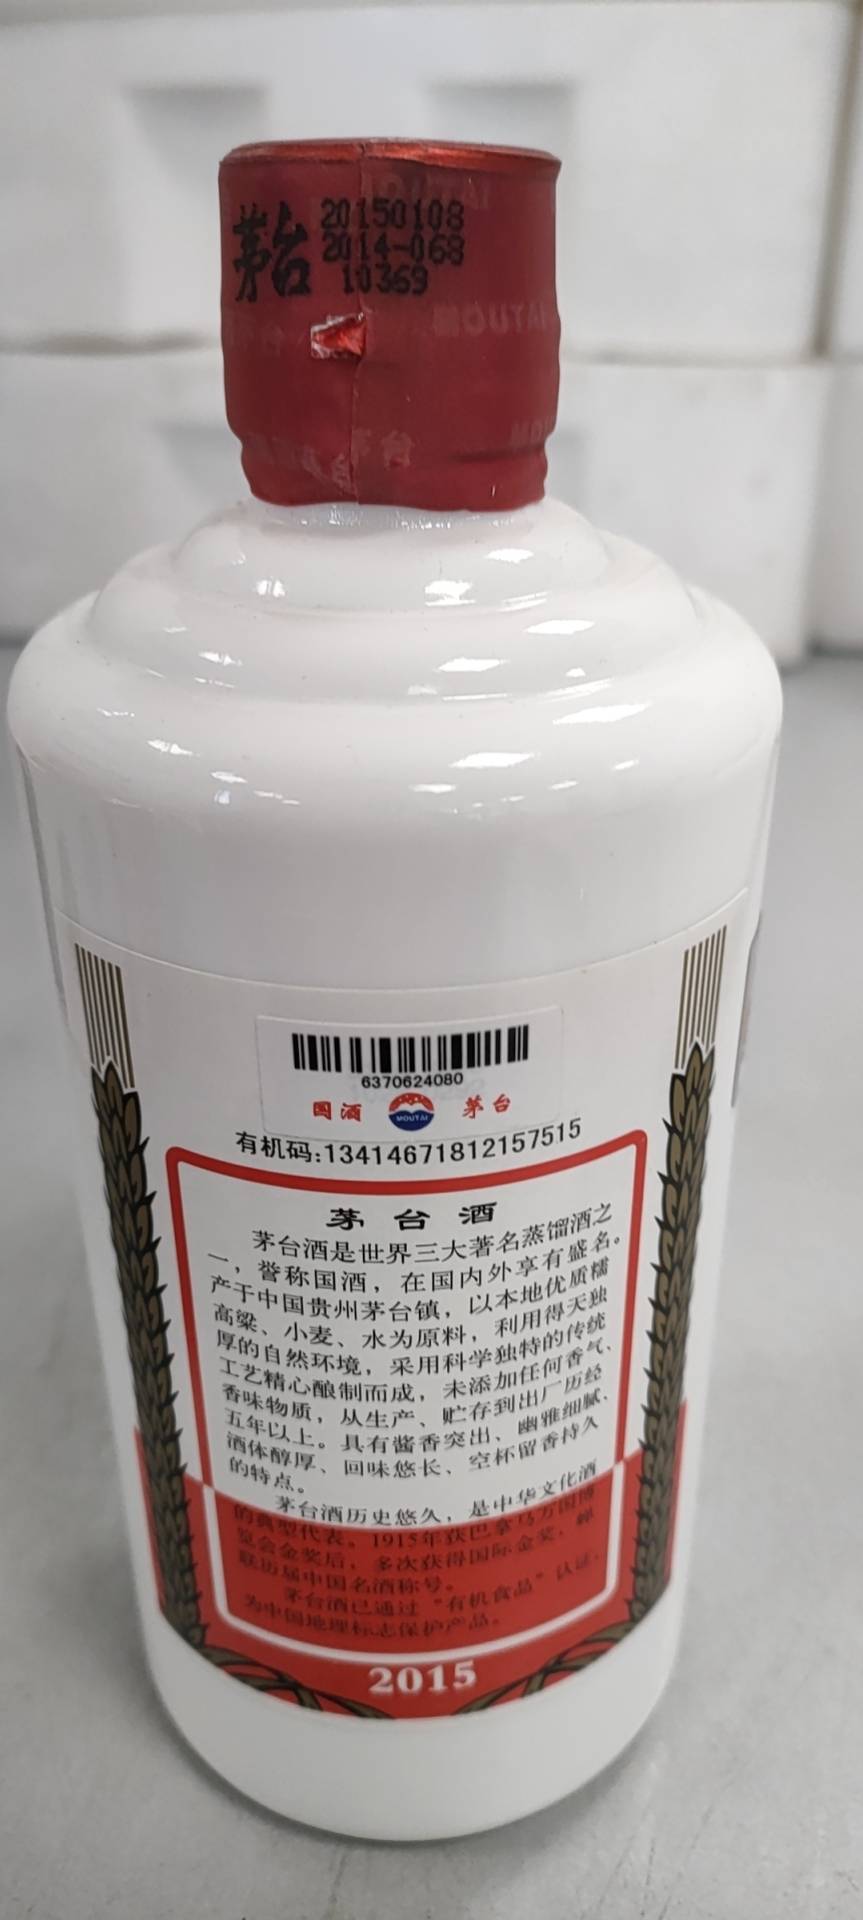 茅台
20150108
2014-068
10369
MOUTAI
6370624080
国酒 MOUTAI 茅台
有机码:13414671812157515
茅台酒
茅台酒是世界三大著名蒸馏酒之
一，誉称国酒，在国内外享有盛名。
产于中国贵州茅台镇，以本地优质糯
高粱、小麦、水为原料，利用得天独
厚的自然环境，采用科学独特的传统
工艺精心酿制而成，未添加任何香气、
香味物质，从生产、贮存到出厂历经
五年以上。具有酱香突出、幽雅细腻、
酒体醇厚、回味悠长、空杯留香持久
的特点。
茅台酒历史悠久，是中华文化酒
的典型代表。1915年获巴拿马万国博
览会金奖后，多次获得国际金奖，蝉
联历届中国名酒称号。
茅台酒已通过“有机食品”认证，
为中国地理标志保护产品。
2015